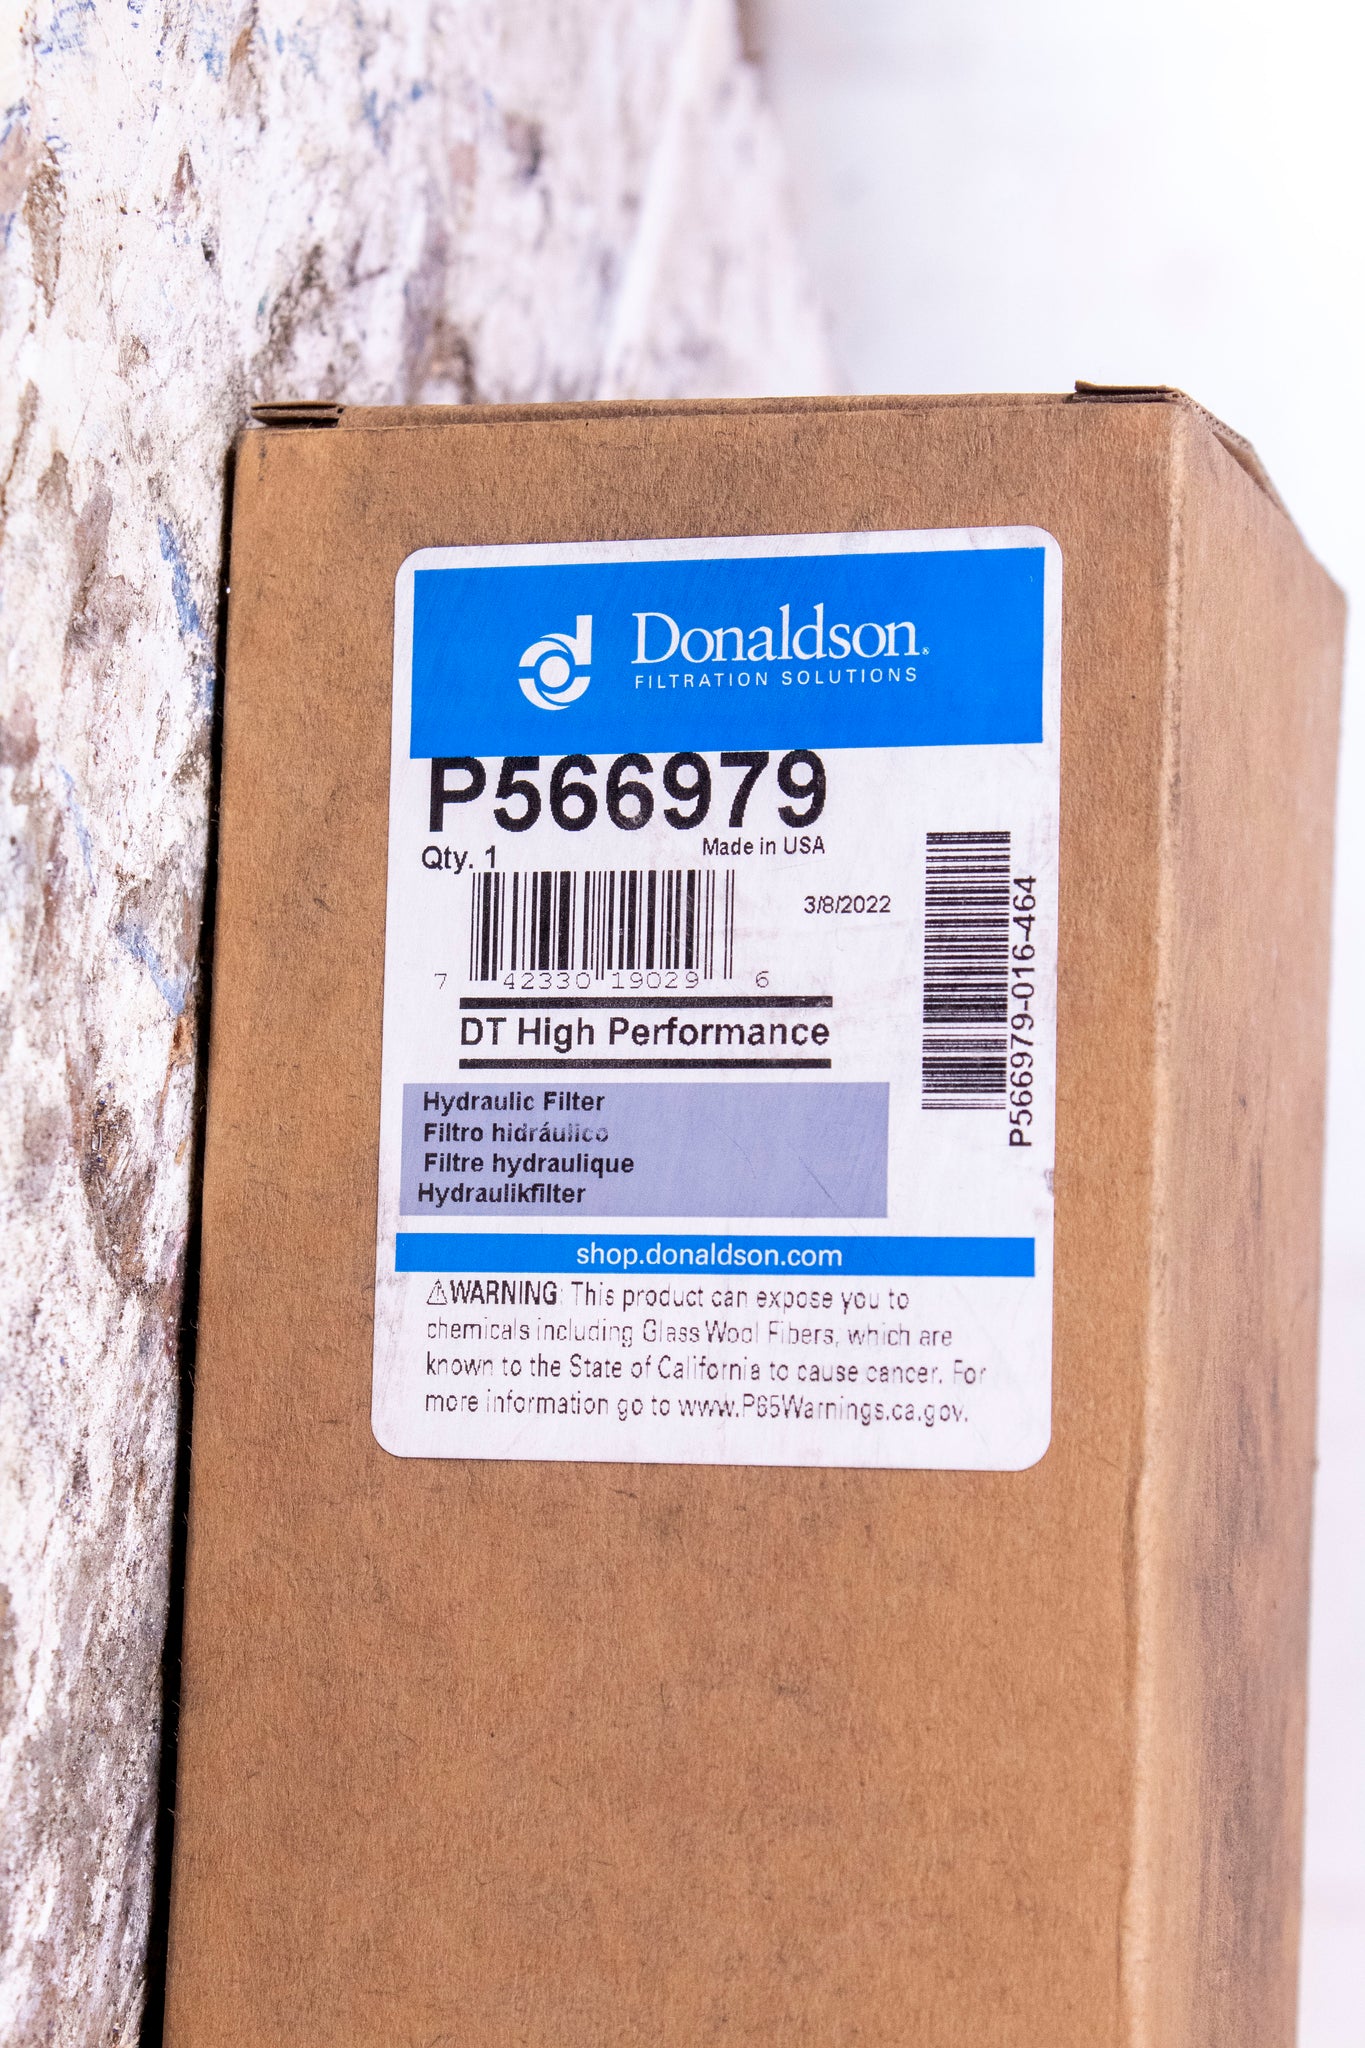 Donaldson®
FILTRATION SOLUTIONS
P566979
Qty. 1
Made in USA
3/8/2022
7 42330 19029 6
P566979-016-464
DT High Performance
Hydraulic Filter
Filtro hidráulico
Filtre hydraulique
Hydraulikfilter
shop.donaldson.com
⚠WARNING: This product can expose you to
chemicals including Glass Wool Fibers, which are
known to the State of California to cause cancer. For
more information go to www.P65Warnings.ca.gov.